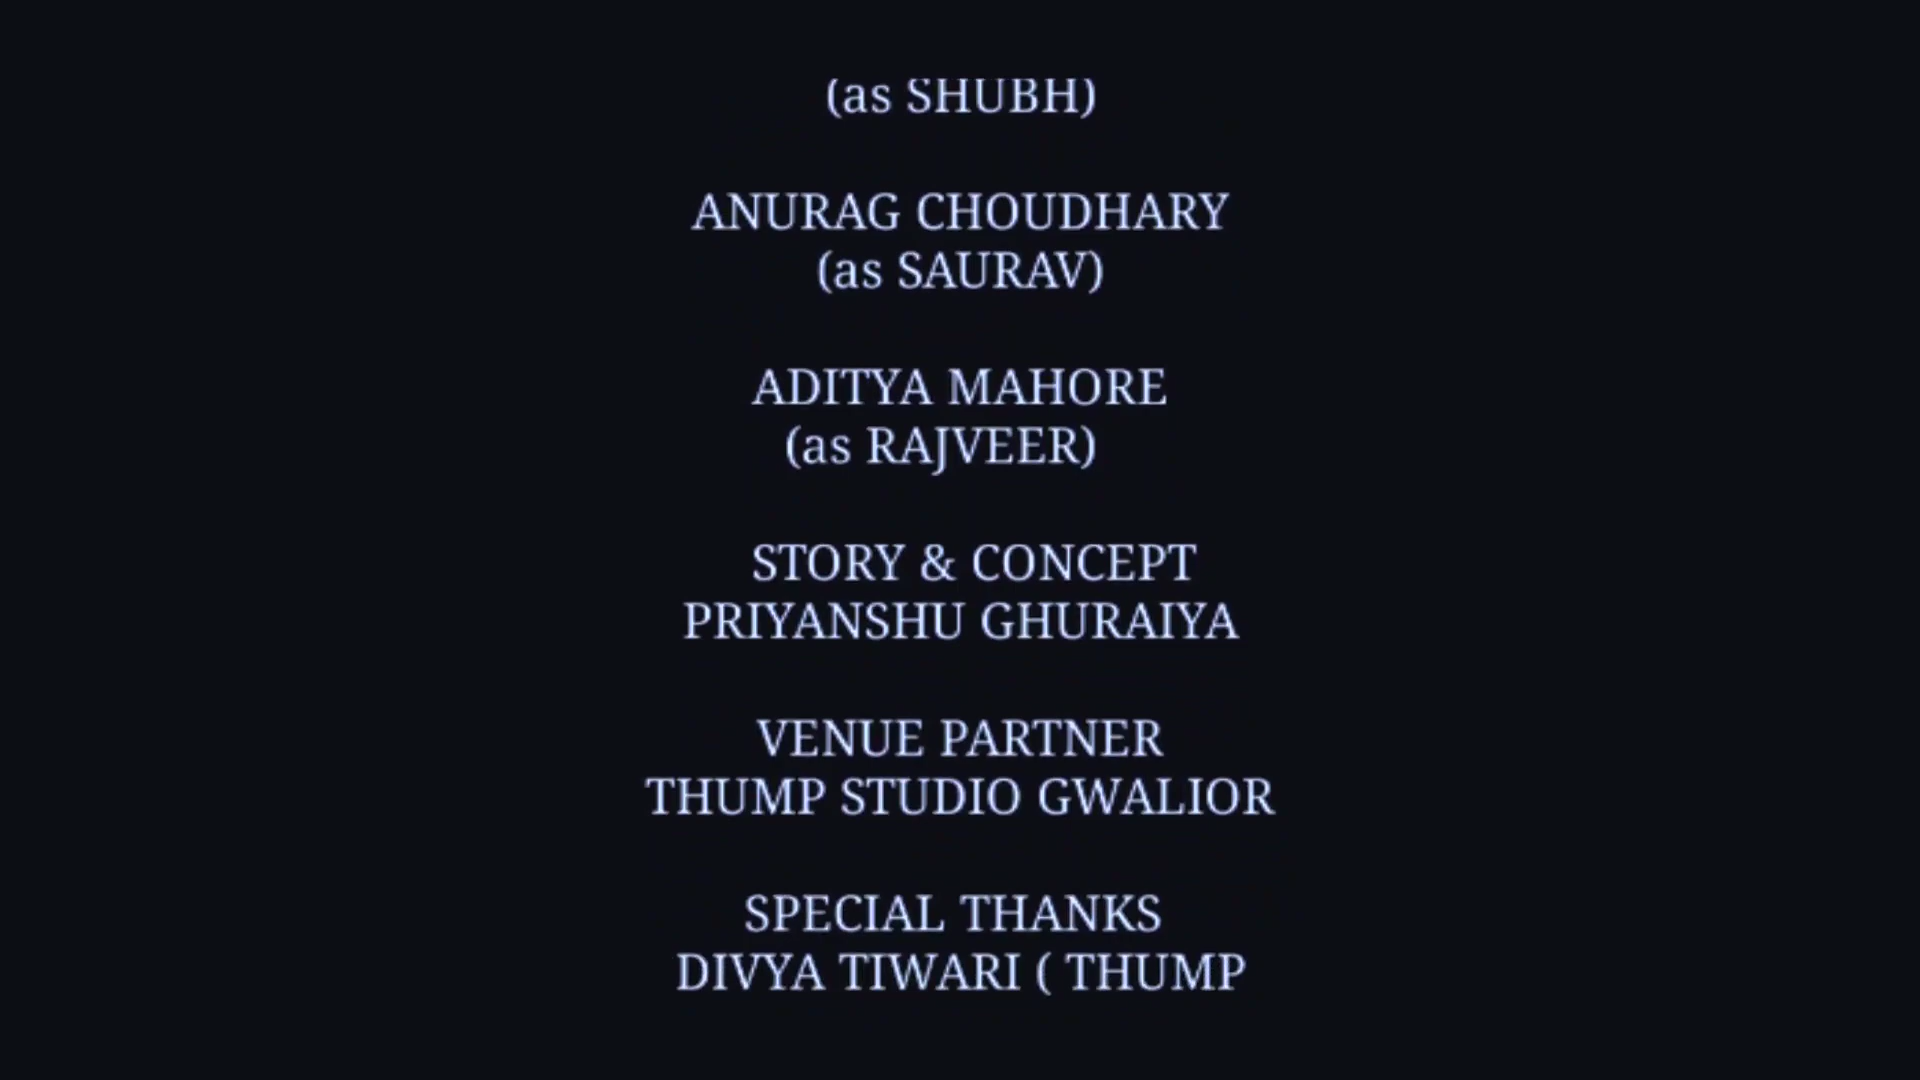 (as SHUBH)
ANURAG CHOUDHARY
(as SAURAV)
ADITYA MAHORE
(as RAJVEER)
STORY & CONCEPT
PRIYANSHU GHURAIYA
VENUE PARTNER
THUMP STUDIO GWALIOR
SPECIAL THANKS
DIVYA TIWARI ( THUMP